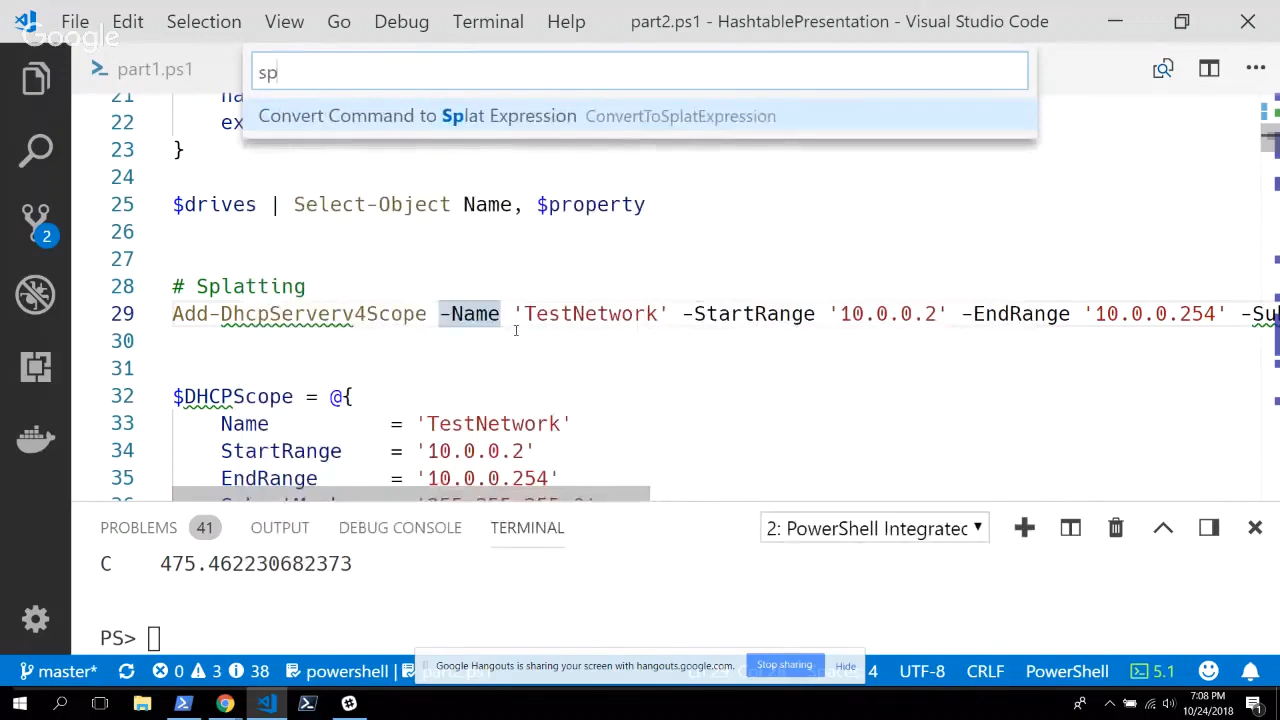 File Edit Selection View Go Debug Terminal Help part2.ps1 - HashtablePresentation - Visual Studio Code
Google
part1.ps1
sp
Convert Command to Splat Expression ConvertToSplatExpression
21 na
22 ex
23 }
24
25 $drives | Select-Object Name, $property
26
27
28 # Splatting
29 Add-DhcpServerv4Scope -Name 'TestNetwork' -StartRange '10.0.0.2' -EndRange '10.0.0.254' -Su
30
31
32 $DHCPScope = @{
33 Name = 'TestNetwork'
34 StartRange = '10.0.0.2'
35 EndRange = '10.0.0.254'
PROBLEMS 41 OUTPUT DEBUG CONSOLE TERMINAL 2: PowerShell Integrated
C 475.462230682373
PS>
Google Hangouts is sharing your screen with hangouts.google.com. Stop sharing Hide
2 master* 0 3 38 powershell 4 UTF-8 CRLF PowerShell 5.1
7:08 PM
10/24/2018
1